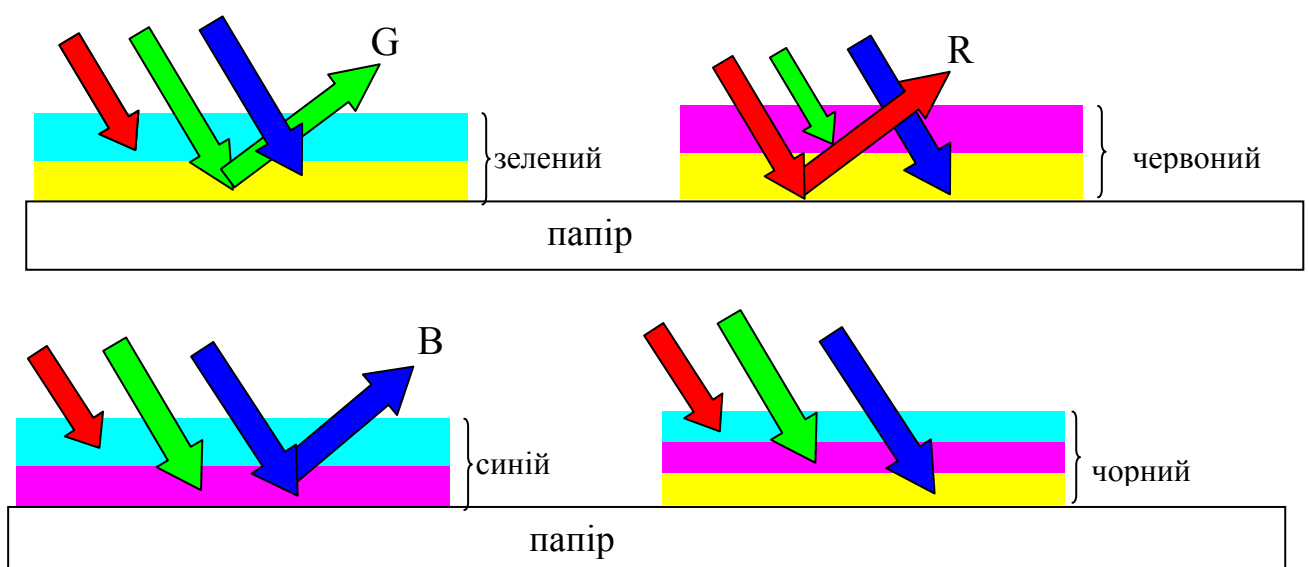 G
R
зелений
червоний
папір
B
синій
чорний
папір